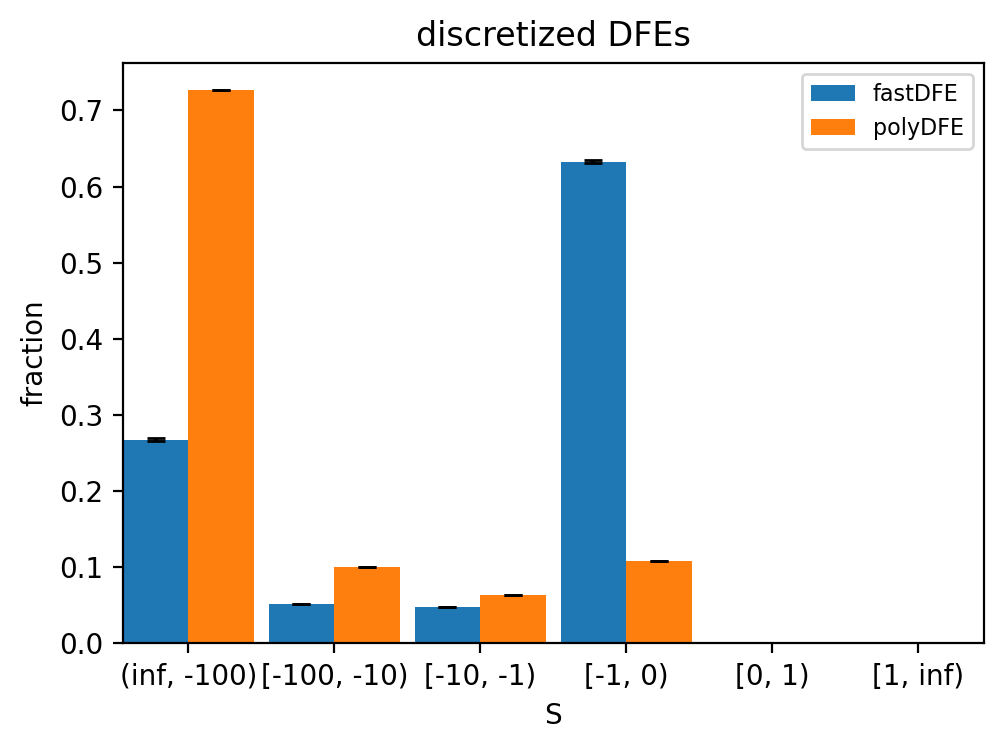 discretized DFEs
fastDFE
polyDFE
0.7
0.6
0.5
0.4
0.3
0.2
0.1
0.0
fraction
(inf, -100) [-100, -10) [-10, -1) [-1, 0) [0, 1) [1, inf)
S